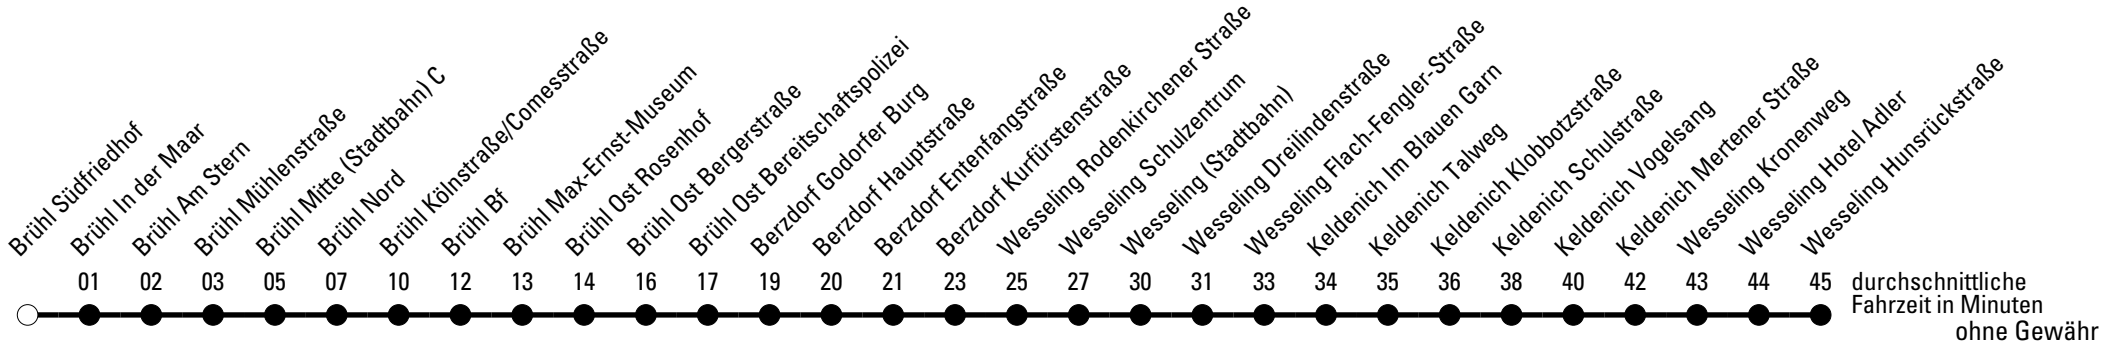 Brühl Südfriedhof
Brühl In der Maar
Brühl Am Stern
Brühl Mühlenstraße
Brühl Mitte (Stadtbahn) C
Brühl Nord
Brühl Kölnstraße/Comesstraße
Brühl Bf
Brühl Max-Ernst-Museum
Brühl Ost Rosenhof
Brühl Ost Bergerstraße
Brühl Ost Bereitschaftspolizei
Berzdorf Godorfer Burg
Berzdorf Hauptstraße
Berzdorf Entenfangstraße
Berzdorf Kurfürstenstraße
Wesseling Rodenkirchener Straße
Wesseling Schulzentrum
Wesseling (Stadtbahn)
Wesseling Dreilindenstraße
Wesseling Flach-Fengler-Straße
Keldenich Im Blauen Garn
Keldenich Talweg
Keldenich Klobbotzstraße
Keldenich Schulstraße
Keldenich Vogelsang
Keldenich Mertener Straße
Wesseling Kronenweg
Wesseling Hotel Adler
Wesseling Hunsrückstraße
01 02 03 05 07 10 12 13 14 16 17 19 20 21 23 25 27 30 31 33 34 35 36 38 40 42 43 44 45 durchschnittliche
Fahrzeit in Minuten
ohne Gewähr